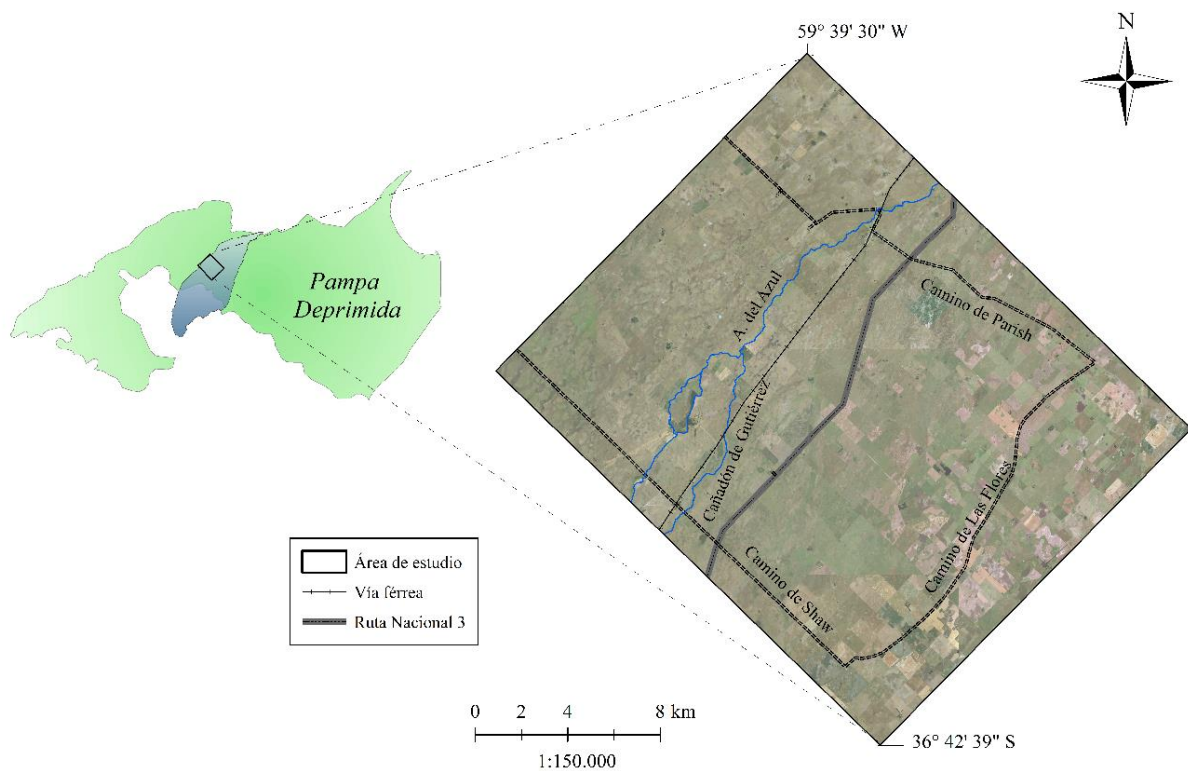 59° 39' 30" W
N
Pampa
Deprimida
A. del Azul
Camino de Parish
Cañadón de Gutiérrez
Camino de Las Flores
Camino de Shaw
Área de estudio
Vía férrea
Ruta Nacional 3
0 2 4 8 km
1:150.000
36° 42' 39" S